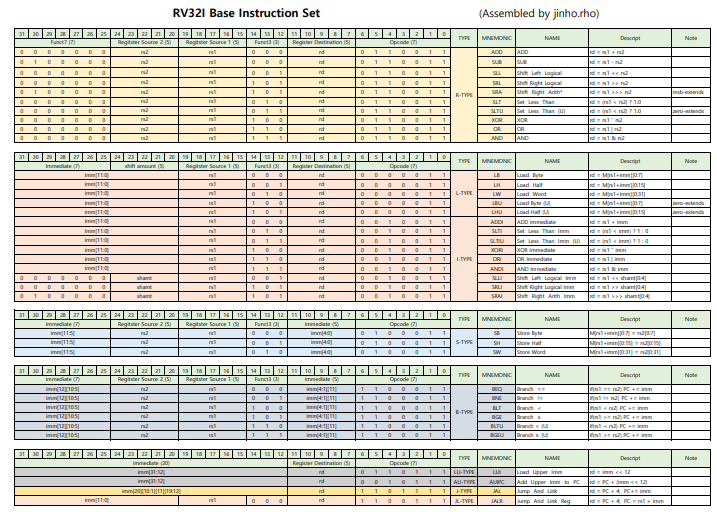 RV32I Base Instruction Set (Assembled by jinho.rho)
31 30 29 28 27 26 25 24 23 22 21 20 19 18 17 16 15 14 13 12 11 10 9 8 7 6 5 4 3 2 1 0 TYPE MNEMONIC NAME Descript Note
Funct7 (7) Register Source 2 (5) Register Source 1 (5) Funct3 (3) Register Destination (5) Opcode (7)
0 0 0 0 0 0 0 rs2 rs1 0 0 0 rd 0 1 1 0 0 1 1 R-TYPE ADD ADD rd = rs1 + rs2
0 1 0 0 0 0 0 rs2 rs1 0 0 0 rd 0 1 1 0 0 1 1 SUB SUB rd = rs1 - rs2
0 0 0 0 0 0 0 rs2 rs1 0 0 1 rd 0 1 1 0 0 1 1 SLL Shift Left Logical rd = rs1 << rs2
0 0 0 0 0 0 0 rs2 rs1 1 0 1 rd 0 1 1 0 0 1 1 SRL Shift Right Logical rd = rs1 >> rs2
0 1 0 0 0 0 0 rs2 rs1 1 0 1 rd 0 1 1 0 0 1 1 SRA Shift Right Arith* rd = rs1 >>> rs2 msb-extends
0 0 0 0 0 0 0 rs2 rs1 0 1 0 rd 0 1 1 0 0 1 1 SLT Set Less Than rd = (rs1 < rs2) ? 1:0
0 0 0 0 0 0 0 rs2 rs1 0 1 1 rd 0 1 1 0 0 1 1 SLTU Set Less Than (U) rd = (rs1 < rs2) ? 1:0 zero-extends
0 0 0 0 0 0 0 rs2 rs1 1 0 0 rd 0 1 1 0 0 1 1 XOR XOR rd = rs1 ^ rs2
0 0 0 0 0 0 0 rs2 rs1 1 1 0 rd 0 1 1 0 0 1 1 OR OR rd = rs1 | rs2
0 0 0 0 0 0 0 rs2 rs1 1 1 1 rd 0 1 1 0 0 1 1 AND AND rd = rs1 & rs2
31 30 29 28 27 26 25 24 23 22 21 20 19 18 17 16 15 14 13 12 11 10 9 8 7 6 5 4 3 2 1 0 TYPE MNEMONIC NAME Descript Note
immediate (7) shift amount (5) Register Source 1 (5) Funct3 (3) Register Destination (5) Opcode (7)
imm[11:0] rs1 0 0 0 rd 0 0 0 0 0 1 1 L-TYPE LB Load Byte rd = M[rs1+imm][0:7]
imm[11:0] rs1 0 0 1 rd 0 0 0 0 0 1 1 LH Load Half rd = M[rs1+imm][0:15]
imm[11:0] rs1 0 1 0 rd 0 0 0 0 0 1 1 LW Load Word rd = M[rs1+imm][0:31]
imm[11:0] rs1 1 0 0 rd 0 0 0 0 0 1 1 LBU Load Byte (U) rd = M[rs1+imm][0:7] zero-extends
imm[11:0] rs1 1 0 1 rd 0 0 0 0 0 1 1 LHU Load Half (U) rd = M[rs1+imm][0:15] zero-extends
imm[11:0] rs1 0 0 0 rd 0 0 1 0 0 1 1 I-TYPE ADDI ADD Immediate rd = rs1 + imm
imm[11:0] rs1 0 1 0 rd 0 0 1 0 0 1 1 SLTI Set Less Than Imm rd = (rs1 < imm) ? 1 : 0
imm[11:0] rs1 0 1 1 rd 0 0 1 0 0 1 1 SLTIU Set Less Than Imm (U) rd = (rs1 < imm) ? 1 : 0
imm[11:0] rs1 1 0 0 rd 0 0 1 0 0 1 1 XORI XOR Immediate rd = rs1 ^ imm
imm[11:0] rs1 1 1 0 rd 0 0 1 0 0 1 1 ORI OR Immediate rd = rs1 | imm
imm[11:0] rs1 1 1 1 rd 0 0 1 0 0 1 1 ANDI AND Immediate rd = rs1 & imm
0 0 0 0 0 0 0 shamt rs1 0 0 1 rd 0 0 1 0 0 1 1 SLLI Shift Left Logical Imm rd = rs1 << shamt[0:4]
0 0 0 0 0 0 0 shamt rs1 1 0 1 rd 0 0 1 0 0 1 1 SRLI Shift Right Logical Imm rd = rs1 >> shamt[0:4]
0 1 0 0 0 0 0 shamt rs1 1 0 1 rd 0 0 1 0 0 1 1 SRAI Shift Right Arith Imm rd = rs1 >>> shamt[0:4]
31 30 29 28 27 26 25 24 23 22 21 20 19 18 17 16 15 14 13 12 11 10 9 8 7 6 5 4 3 2 1 0 TYPE MNEMONIC NAME Descript Note
immediate (7) Register Source 2 (5) Register Source 1 (5) Funct3 (3) immediate (5) Opcode (7)
imm[11:5] rs2 rs1 0 0 0 imm[4:0] 0 1 0 0 0 1 1 S-TYPE SB Store Byte M[rs1+imm][0:7] = rs2[0:7]
imm[11:5] rs2 rs1 0 0 1 imm[4:0] 0 1 0 0 0 1 1 SH Store Half M[rs1+imm][0:15] = rs2[0:15]
imm[11:5] rs2 rs1 0 1 0 imm[4:0] 0 1 0 0 0 1 1 SW Store Word M[rs1+imm][0:31] = rs2[0:31]
31 30 29 28 27 26 25 24 23 22 21 20 19 18 17 16 15 14 13 12 11 10 9 8 7 6 5 4 3 2 1 0 TYPE MNEMONIC NAME Descript Note
immediate (7) Register Source 2 (5) Register Source 1 (5) Funct3 (3) immediate (5) Opcode (7)
imm[12][10:5] rs2 rs1 0 0 0 imm[4:1][11] 1 1 0 0 0 1 1 B-TYPE BEQ Branch == if(rs1 == rs2) PC += imm
imm[12][10:5] rs2 rs1 0 0 1 imm[4:1][11] 1 1 0 0 0 1 1 BNE Branch != if(rs1 != rs2) PC += imm
imm[12][10:5] rs2 rs1 1 0 0 imm[4:1][11] 1 1 0 0 0 1 1 BLT Branch < if(rs1 < rs2) PC += imm
imm[12][10:5] rs2 rs1 1 0 1 imm[4:1][11] 1 1 0 0 0 1 1 BGE Branch ≥ if(rs1 >= rs2) PC += imm
imm[12][10:5] rs2 rs1 1 1 0 imm[4:1][11] 1 1 0 0 0 1 1 BLTU Branch < (U) if(rs1 < rs2) PC += imm
imm[12][10:5] rs2 rs1 1 1 1 imm[4:1][11] 1 1 0 0 0 1 1 BGEU Branch ≥ (U) if(rs1 >= rs2) PC += imm
31 30 29 28 27 26 25 24 23 22 21 20 19 18 17 16 15 14 13 12 11 10 9 8 7 6 5 4 3 2 1 0 TYPE MNEMONIC NAME Descript Note
immediate (20) Register Destination (5) Opcode (7)
imm[31:12] rd 0 1 1 0 1 1 1 LU-TYPE LUI Load Upper Imm rd = imm << 12
imm[31:12] rd 0 0 1 0 1 1 1 AU-TYPE AUIPC Add Upper Imm to PC rd = PC + (imm << 12)
imm[20][10:1][11][19:12] rd 1 1 0 1 1 1 1 J-TYPE JAL Jump And Link rd = PC + 4; PC+= imm
imm[11:0] rs1 0 0 0 rd 1 1 0 0 1 1 1 JL-TYPE JALR Jump And Link Reg rd = PC + 4; PC = rs1 + imm